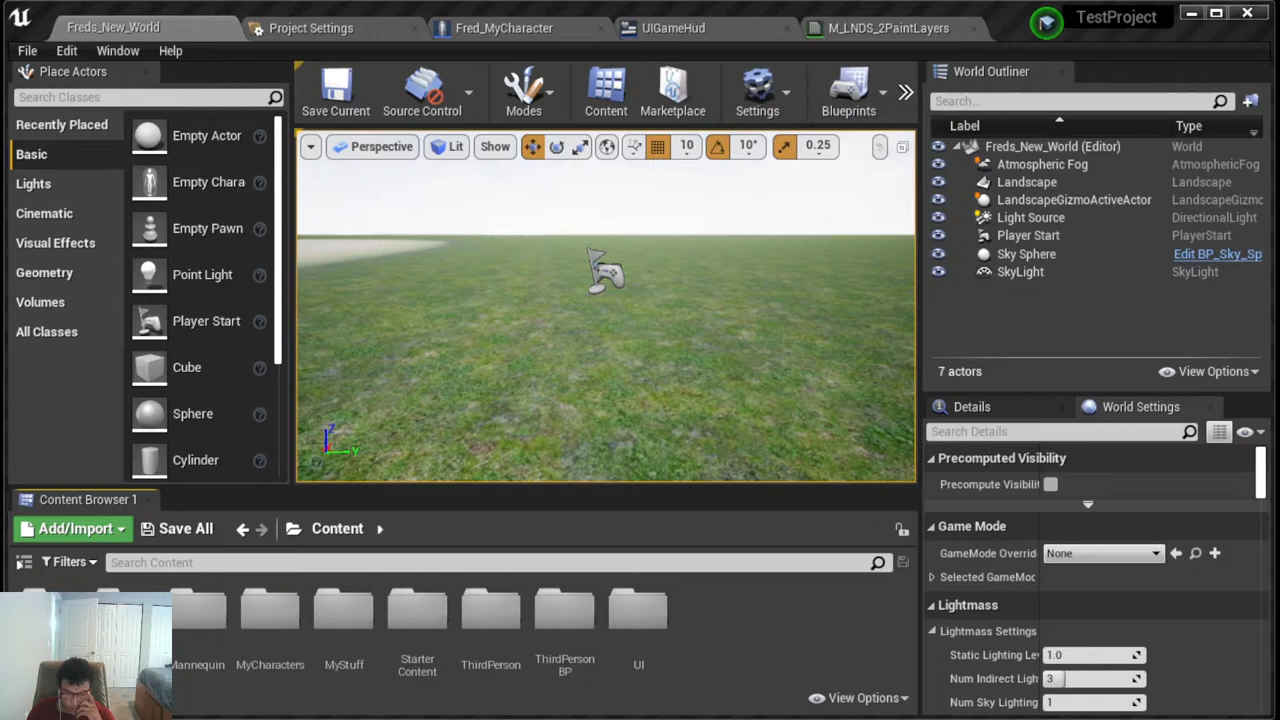 Freds_New_World
Project Settings
Fred_MyCharacter
UIGameHud
M_LNDS_2PaintLayers
TestProject
File
Edit
Window
Help
Place Actors
Search Classes
Recently Placed
Basic
Lights
Cinematic
Visual Effects
Geometry
Volumes
All Classes
Empty Actor
Empty Chara
Empty Pawn
Point Light
Player Start
Cube
Sphere
Cylinder
Save Current
Source Control
Modes
Content
Marketplace
Settings
Blueprints
Perspective
Lit
Show
10
10°
0.25
Z
Y
World Outliner
Search...
Label
Type
Freds_New_World (Editor)
World
Atmospheric Fog
AtmosphericFog
Landscape
Landscape
LandscapeGizmoActiveActor
LandscapeGizmo
Light Source
DirectionalLight
Player Start
PlayerStart
Sky Sphere
Edit BP_Sky_Sp
SkyLight
SkyLight
7 actors
View Options
Details
World Settings
Search Details
Precomputed Visibility
Precompute Visibilit
Game Mode
GameMode Overrid
None
Selected GameMod
Lightmass
Lightmass Settings
Static Lighting Le
1.0
Num Indirect Ligh
3
Num Sky Lighting
1
Content Browser 1
Add/Import
Save All
Content
Filters
Search Content
Mannequin
MyCharacters
MyStuff
Starter
Content
ThirdPerson
ThirdPerson
BP
UI
View Options